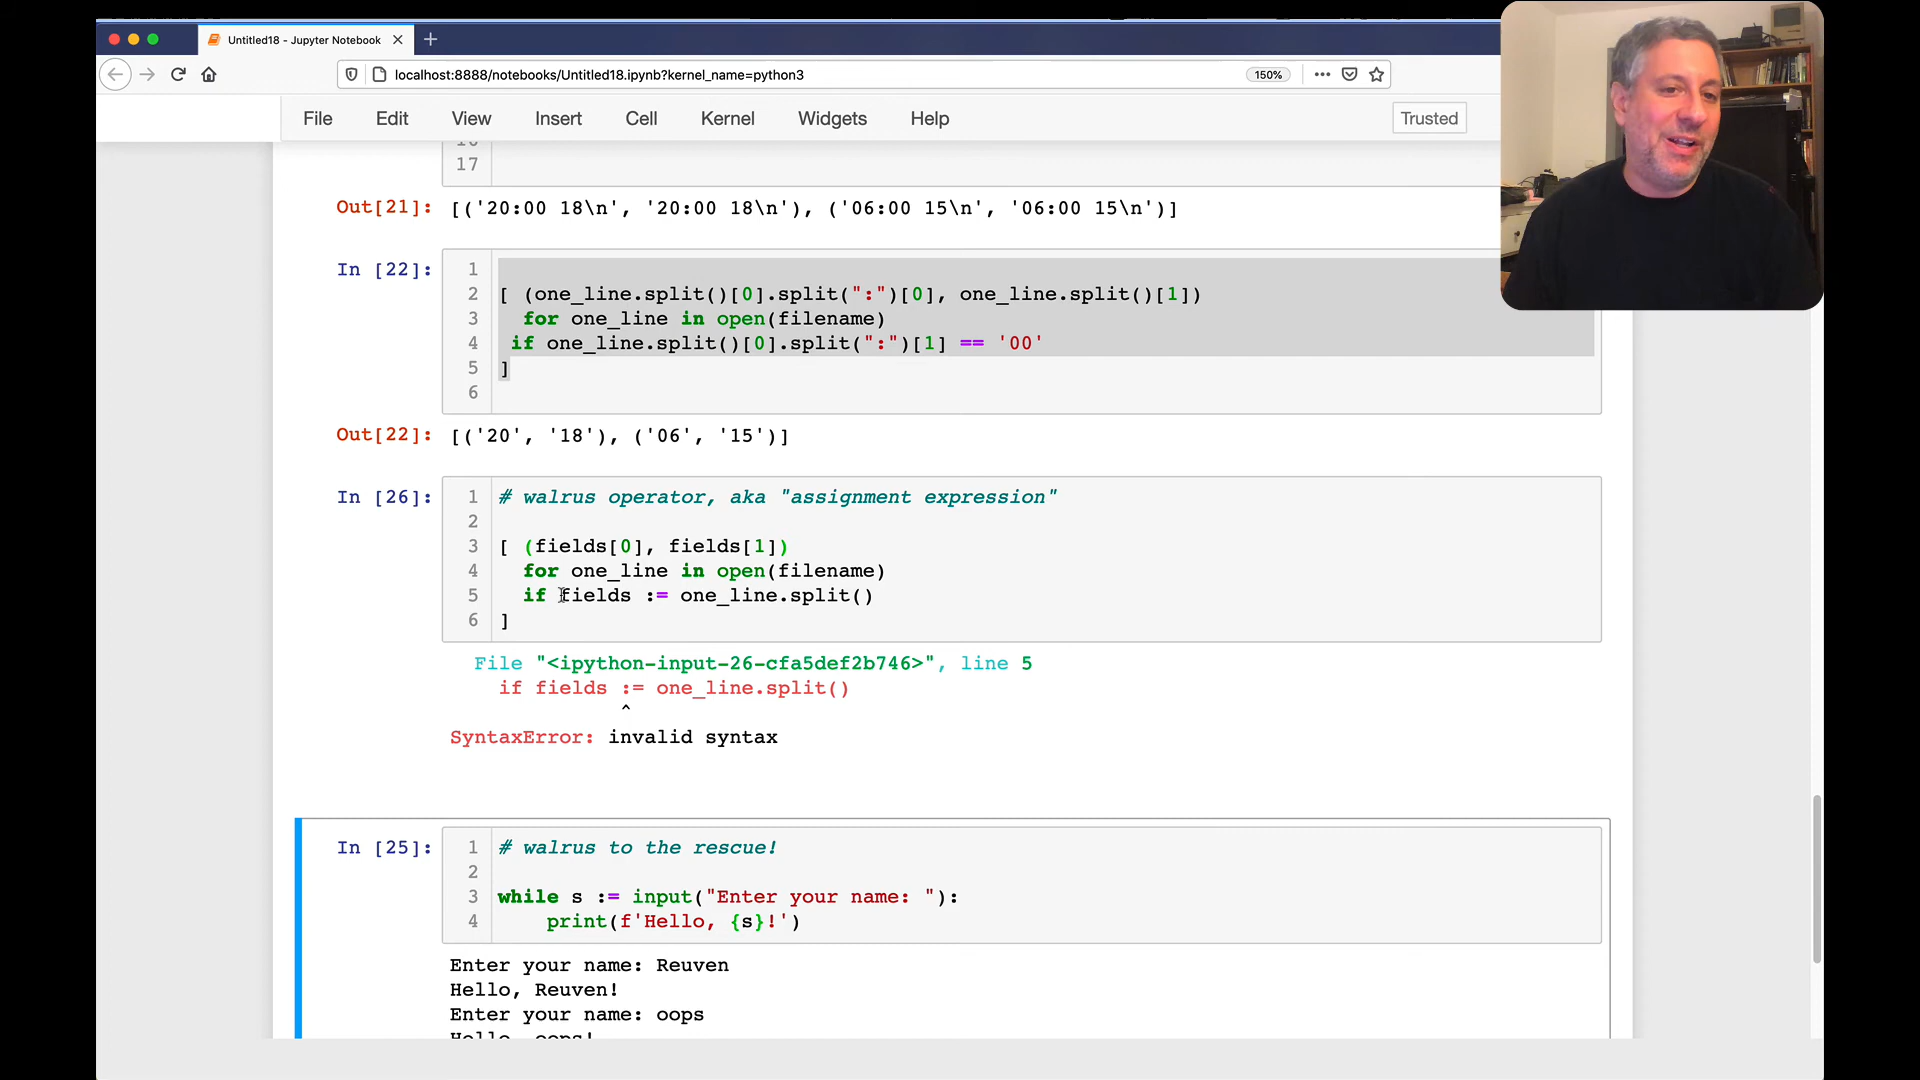 Untitled18 - Jupyter Notebook
localhost:8888/notebooks/Untitled18.ipynb?kernel_name=python3
150%
File Edit View Insert Cell Kernel Widgets Help Trusted
17
Out[21]: [('20:00 18\n', '20:00 18\n'), ('06:00 15\n', '06:00 15\n')]
In [22]: 1
2 [ (one_line.split()[0].split(":")[0], one_line.split()[1])
3 for one_line in open(filename)
4 if one_line.split()[0].split(":")[1] == '00'
5 ]
6
Out[22]: [('20', '18'), ('06', '15')]
In [26]: 1 # walrus operator, aka "assignment expression"
2
3 [ (fields[0], fields[1])
4 for one_line in open(filename)
5 if fields := one_line.split()
6 ]
File "<ipython-input-26-cfa5def2b746>", line 5
if fields := one_line.split()
^
SyntaxError: invalid syntax
In [25]: 1 # walrus to the rescue!
2
3 while s := input("Enter your name: "):
4 print(f'Hello, {s}!')
Enter your name: Reuven
Hello, Reuven!
Enter your name: oops
Hello, oops!